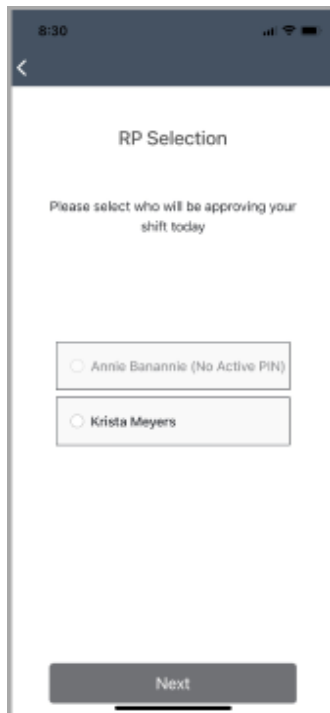 8:30
RP Selection
Please select who will be approving your
shift today
Annie Banannie (No Active PIN)
Krista Meyers
Next